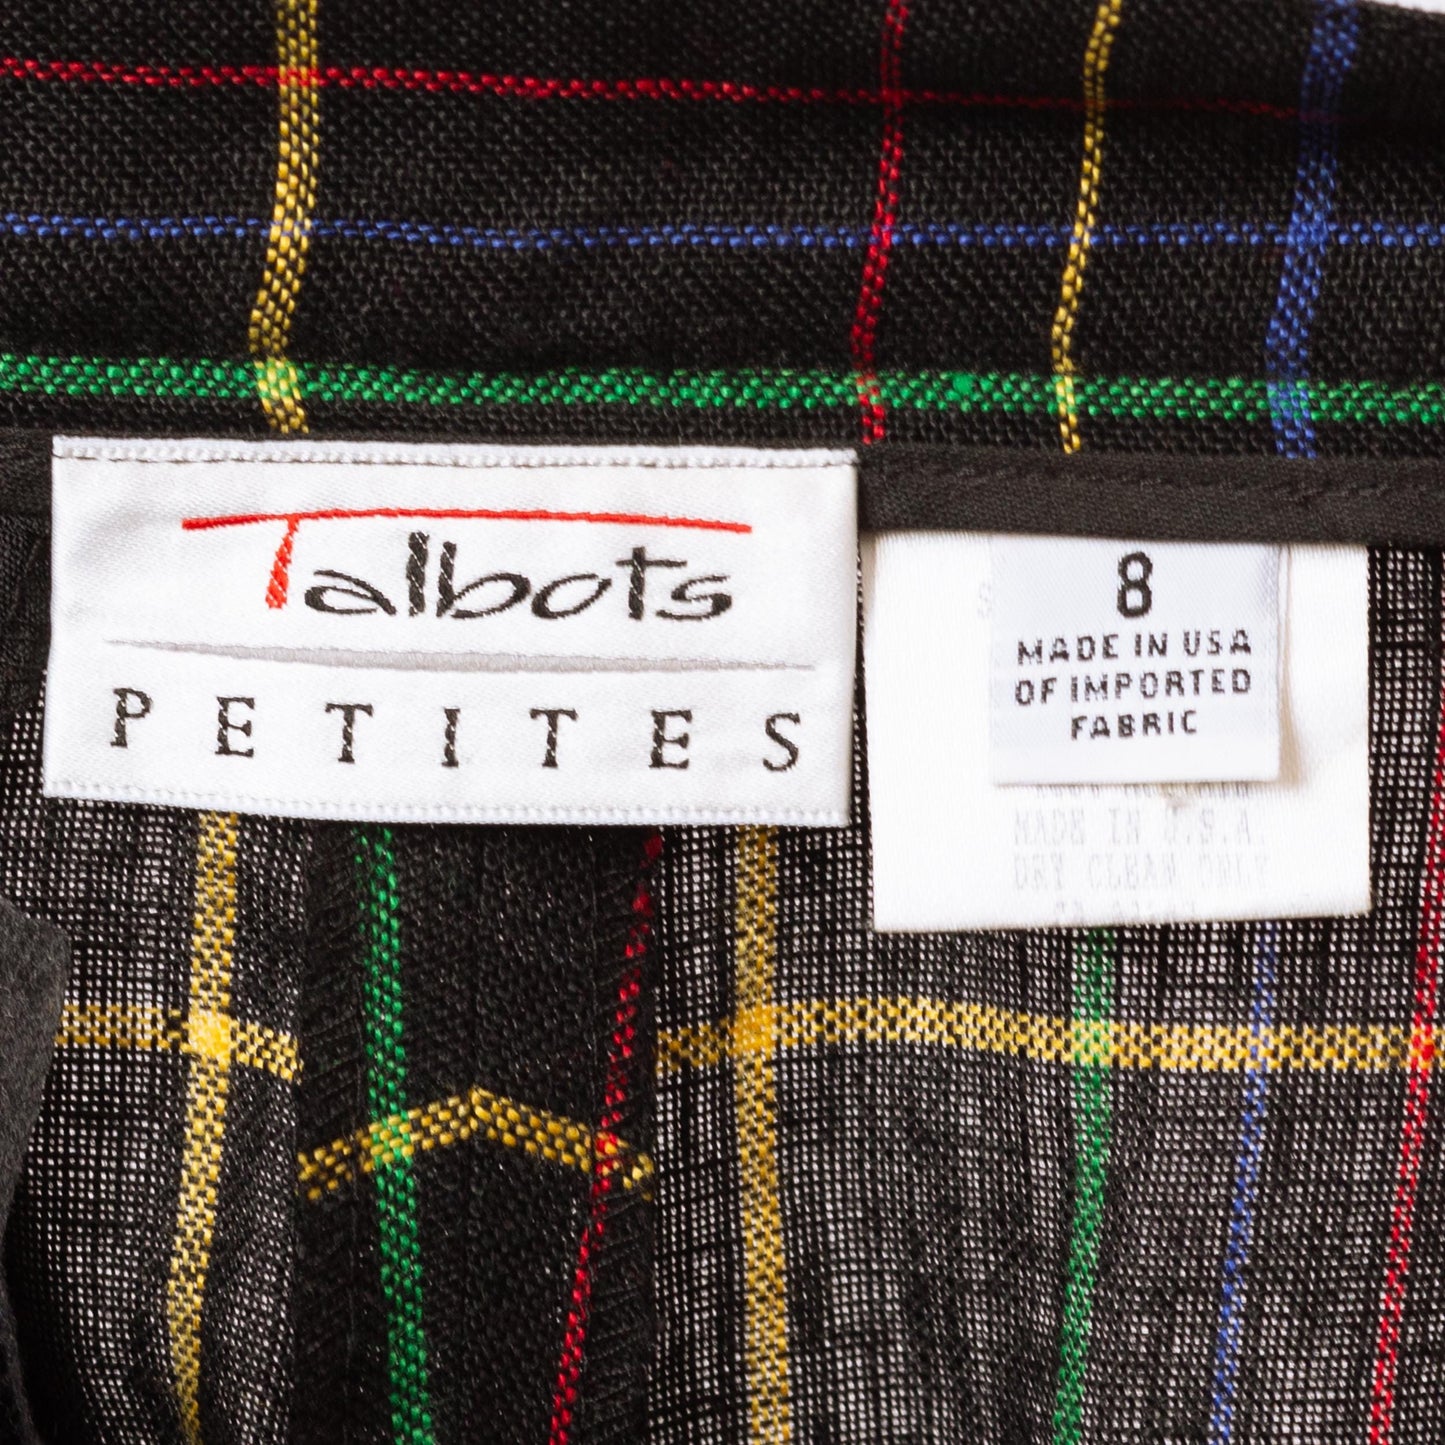 Talbots
PETITES
8
MADE IN USA
OF IMPORTED
FABRIC
MADE IN U.S.A.
DRY CLEAN ONLY